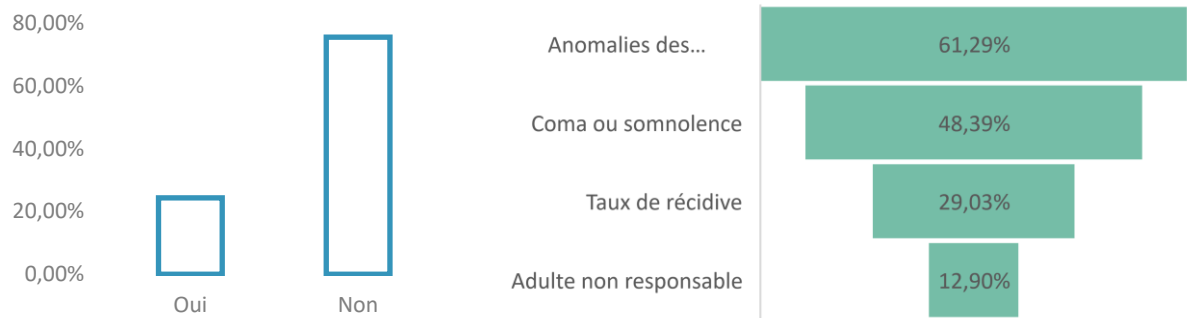 80,00%
60,00%
40,00%
20,00%
0,00%
Oui Non
Anomalies des... 61,29%
Coma ou somnolence 48,39%
Taux de récidive 29,03%
Adulte non responsable 12,90%